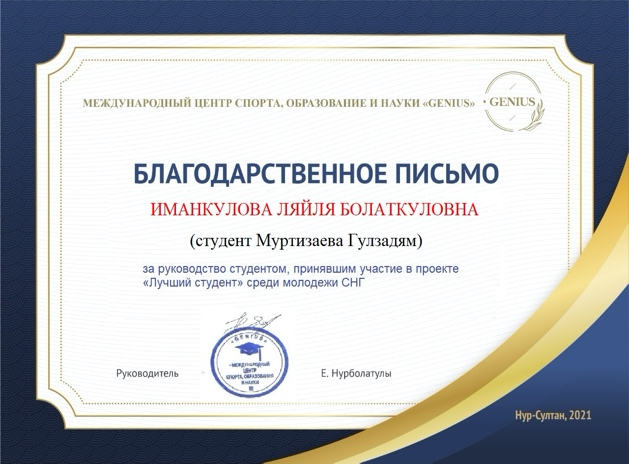 МЕЖДУНАРОДНЫЙ ЦЕНТР СПОРТА, ОБРАЗОВАНИЕ И НАУКИ «GENIUS»
· GENIUS ·
БЛАГОДАРСТВЕННОЕ ПИСЬМО
ИМАНКУЛОВА ЛЯЙЛЯ БОЛАТКУЛОВНА
(студент Муртизаева Гулзадям)
за руководство студентом, принявшим участие в проекте
«Лучший студент» среди молодежи СНГ
«GENIUS»
«МЕЖДУНАРОДНЫЙ
ЦЕНТР
СПОРТА, ОБРАЗОВАНИЯ
И НАУКИ
Руководитель
Е. Нурболатулы
Нур-Султан, 2021